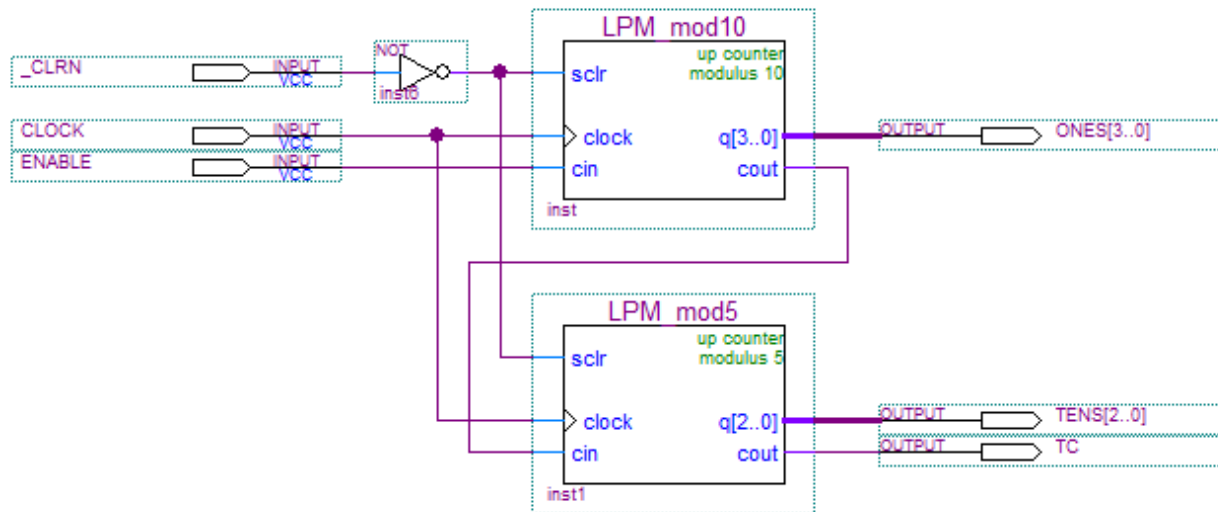 LPM_mod10
NOT
up counter
_CLRN
INPUT
VCC
sclr
modulus 10
inst6
CLOCK
INPUT
VCC
clock
q[3..0]
OUTPUT
ONES[3..0]
ENABLE
INPUT
VCC
cin
cout
inst
LPM_mod5
up counter
sclr
modulus 5
clock
q[2..0]
OUTPUT
TENS[2..0]
cin
cout
OUTPUT
TC
inst1